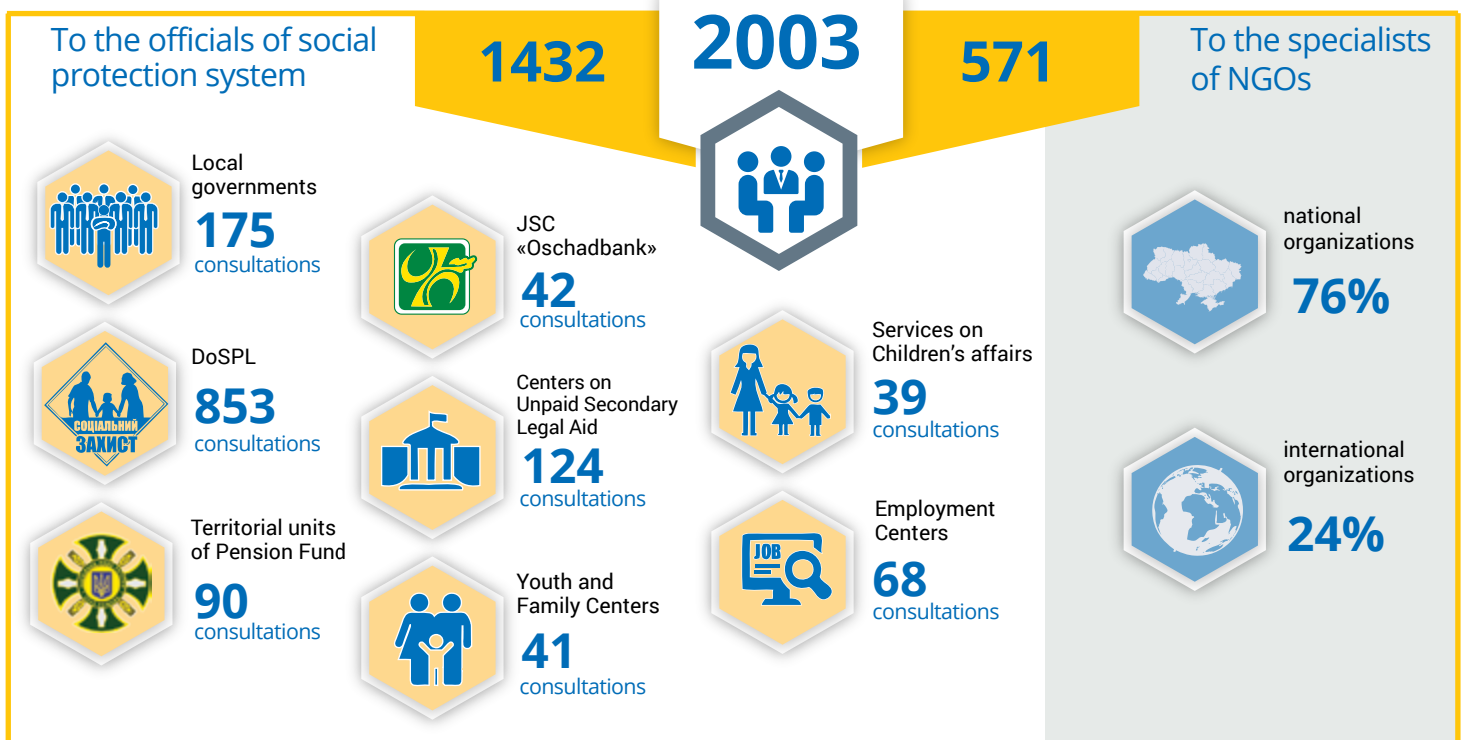 To the officials of social
protection system
1432
2003
571
To the specialists
of NGOs
Local
governments
175
consultations
DoSPL
853
consultations
СОЦІАЛЬНИЙ
ЗАХИСТ
Territorial units
of Pension Fund
90
consultations
JSC
«Oschadbank»
42
consultations
Centers on
Unpaid Secondary
Legal Aid
124
consultations
Youth and
Family Centers
41
consultations
Services on
Children’s affairs
39
consultations
JOB
Employment
Centers
68
consultations
national
organizations
76%
international
organizations
24%